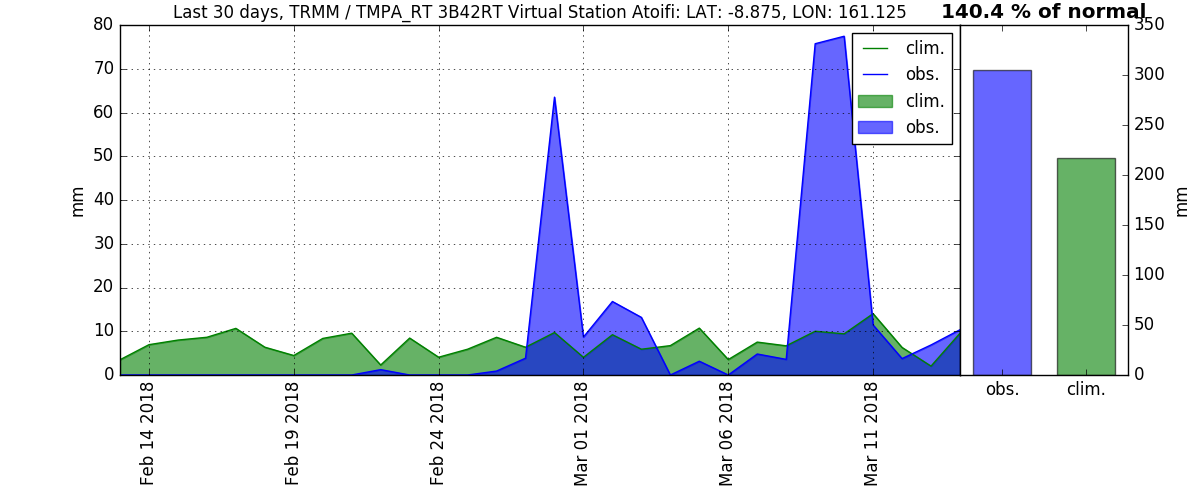 Last 30 days, TRMM / TMPA_RT 3B42RT Virtual Station Atoifi: LAT: -8.875, LON: 161.125
140.4 % of normal
80
70
60
50
40
30
20
10
0
mm
clim.
obs.
clim.
obs.
Feb 14 2018
Feb 19 2018
Feb 24 2018
Mar 01 2018
Mar 06 2018
Mar 11 2018
350
300
250
200
150
100
50
0
mm
obs.
clim.